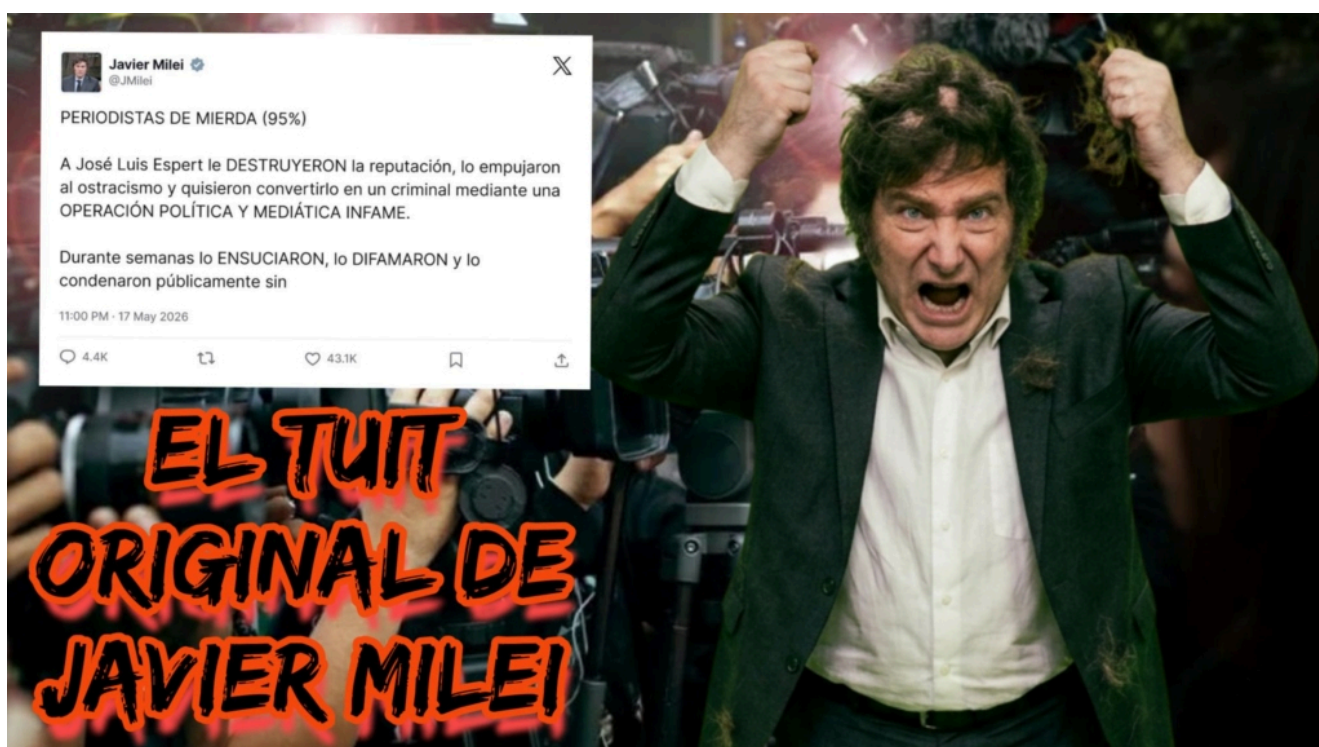 Javier Milei
@JMilei
PERIODISTAS DE MIERDA (95%)
A José Luis Espert le DESTRUYERON la reputación, lo empujaron
al ostracismo y quisieron convertirlo en un criminal mediante una
OPERACIÓN POLÍTICA Y MEDIÁTICA INFAME.
Durante semanas lo ENSUCIARON, lo DIFAMARON y lo
condenaron públicamente sin
11:00 PM · 17 May 2026
4.4K 43.1K
EL TUIT
ORIGINAL DE
JAVIER MILEI